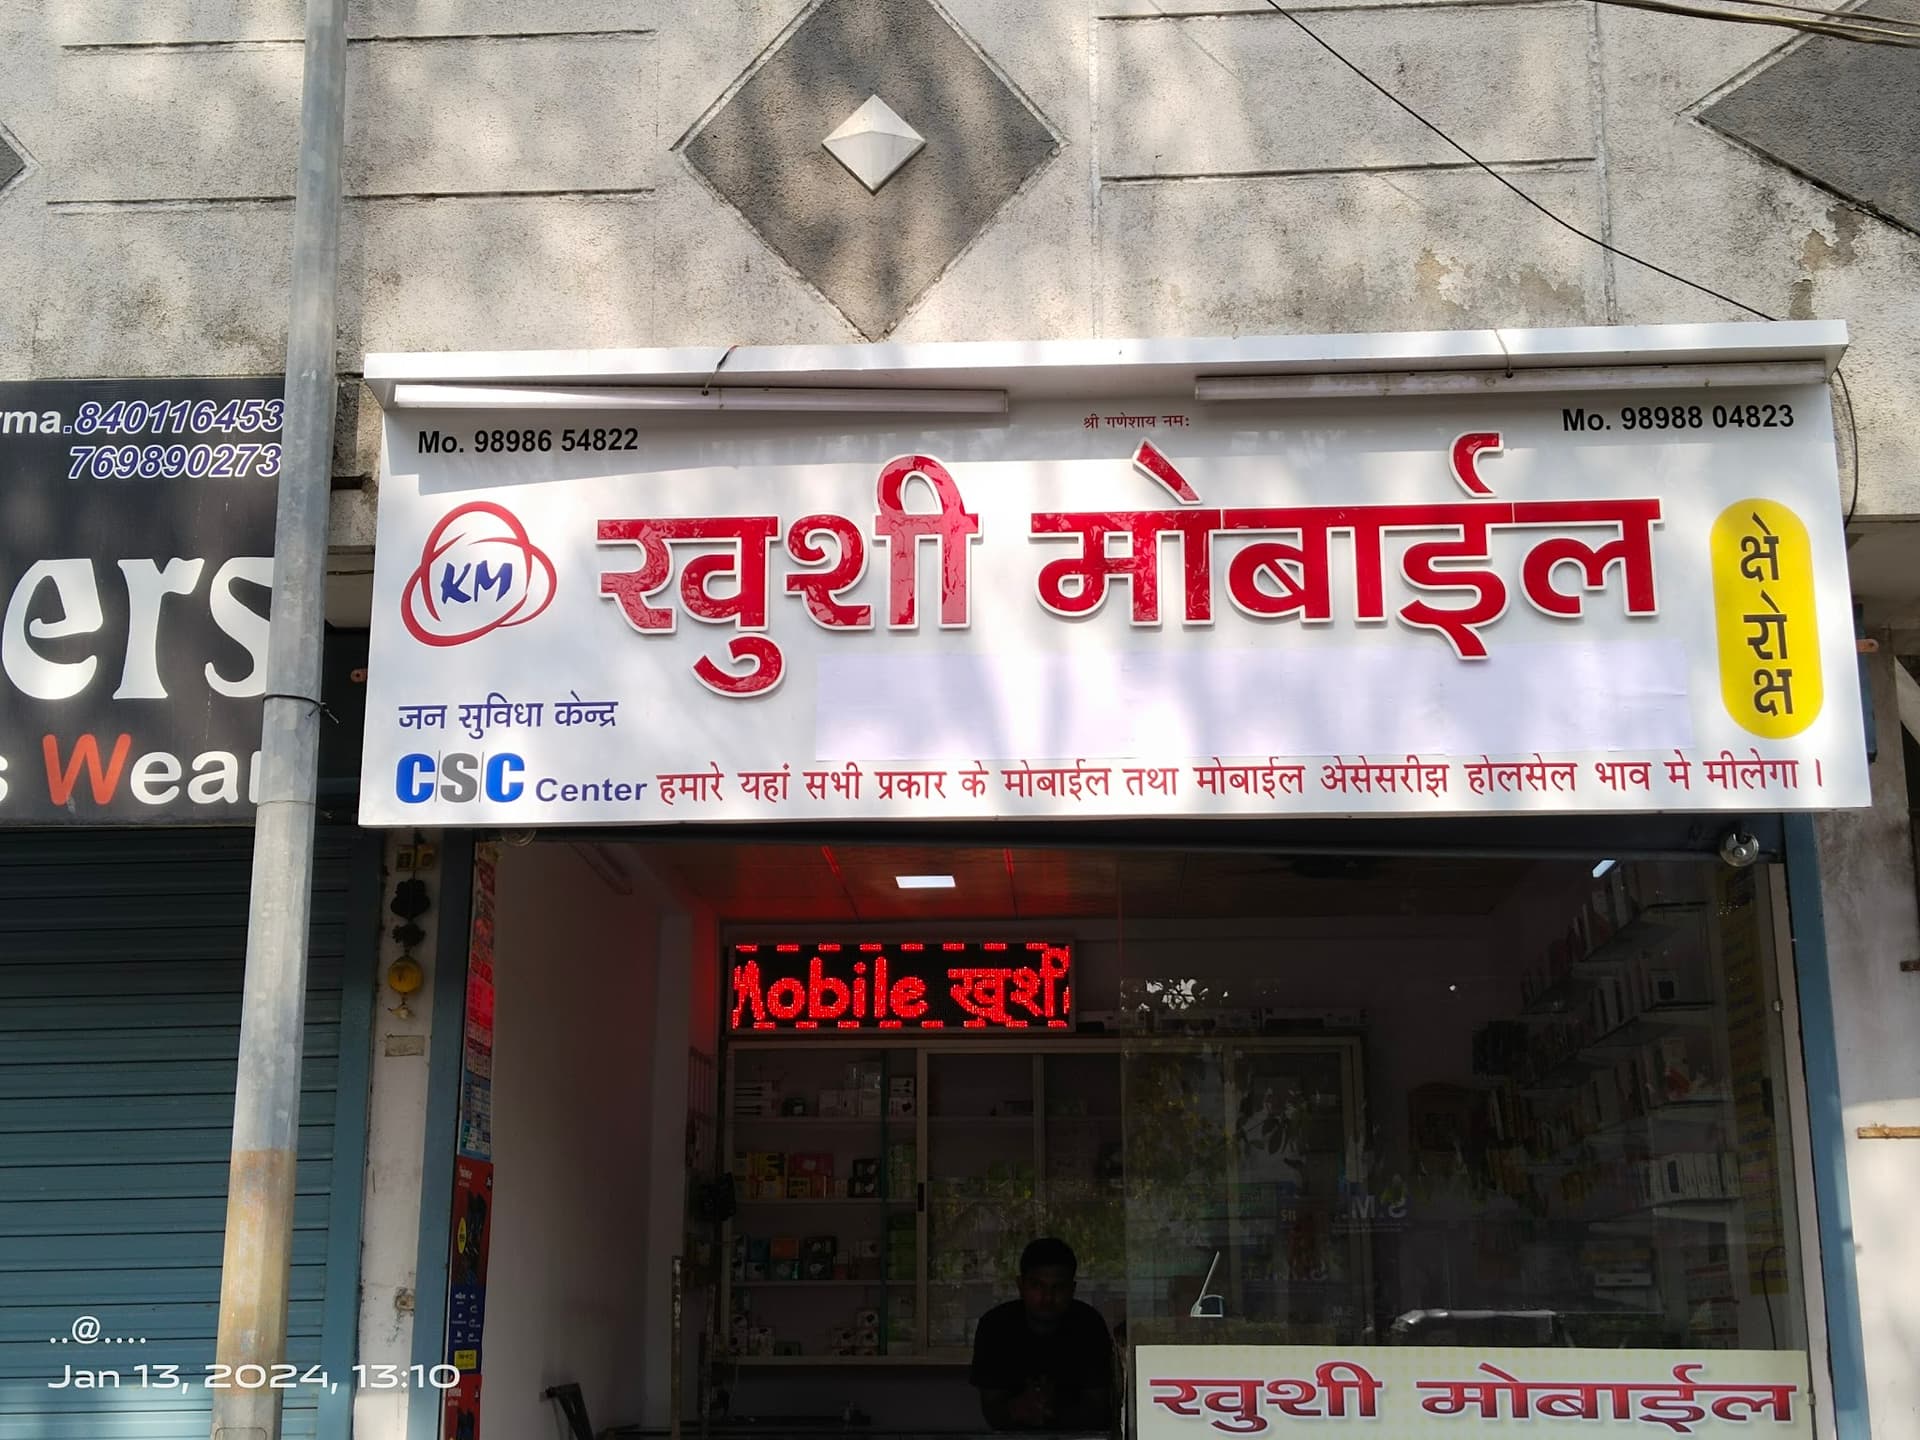 rma.840116453
769890273
ers
s Wear
Mo. 98986 54822
श्री गणेशाय नमः
Mo. 98988 04823
KM
खुशी मोबाईल
क्षेरोक्ष
जन सुविधा केन्द्र
CSC Center हमारे यहां सभी प्रकार के मोबाईल तथा मोबाईल अेसेसरीझ होलसेल भाव मे मीलेगा ।
Mobile खुशी
S.M.
खुशी मोबाईल
..@....
Jan 13, 2024, 13:10